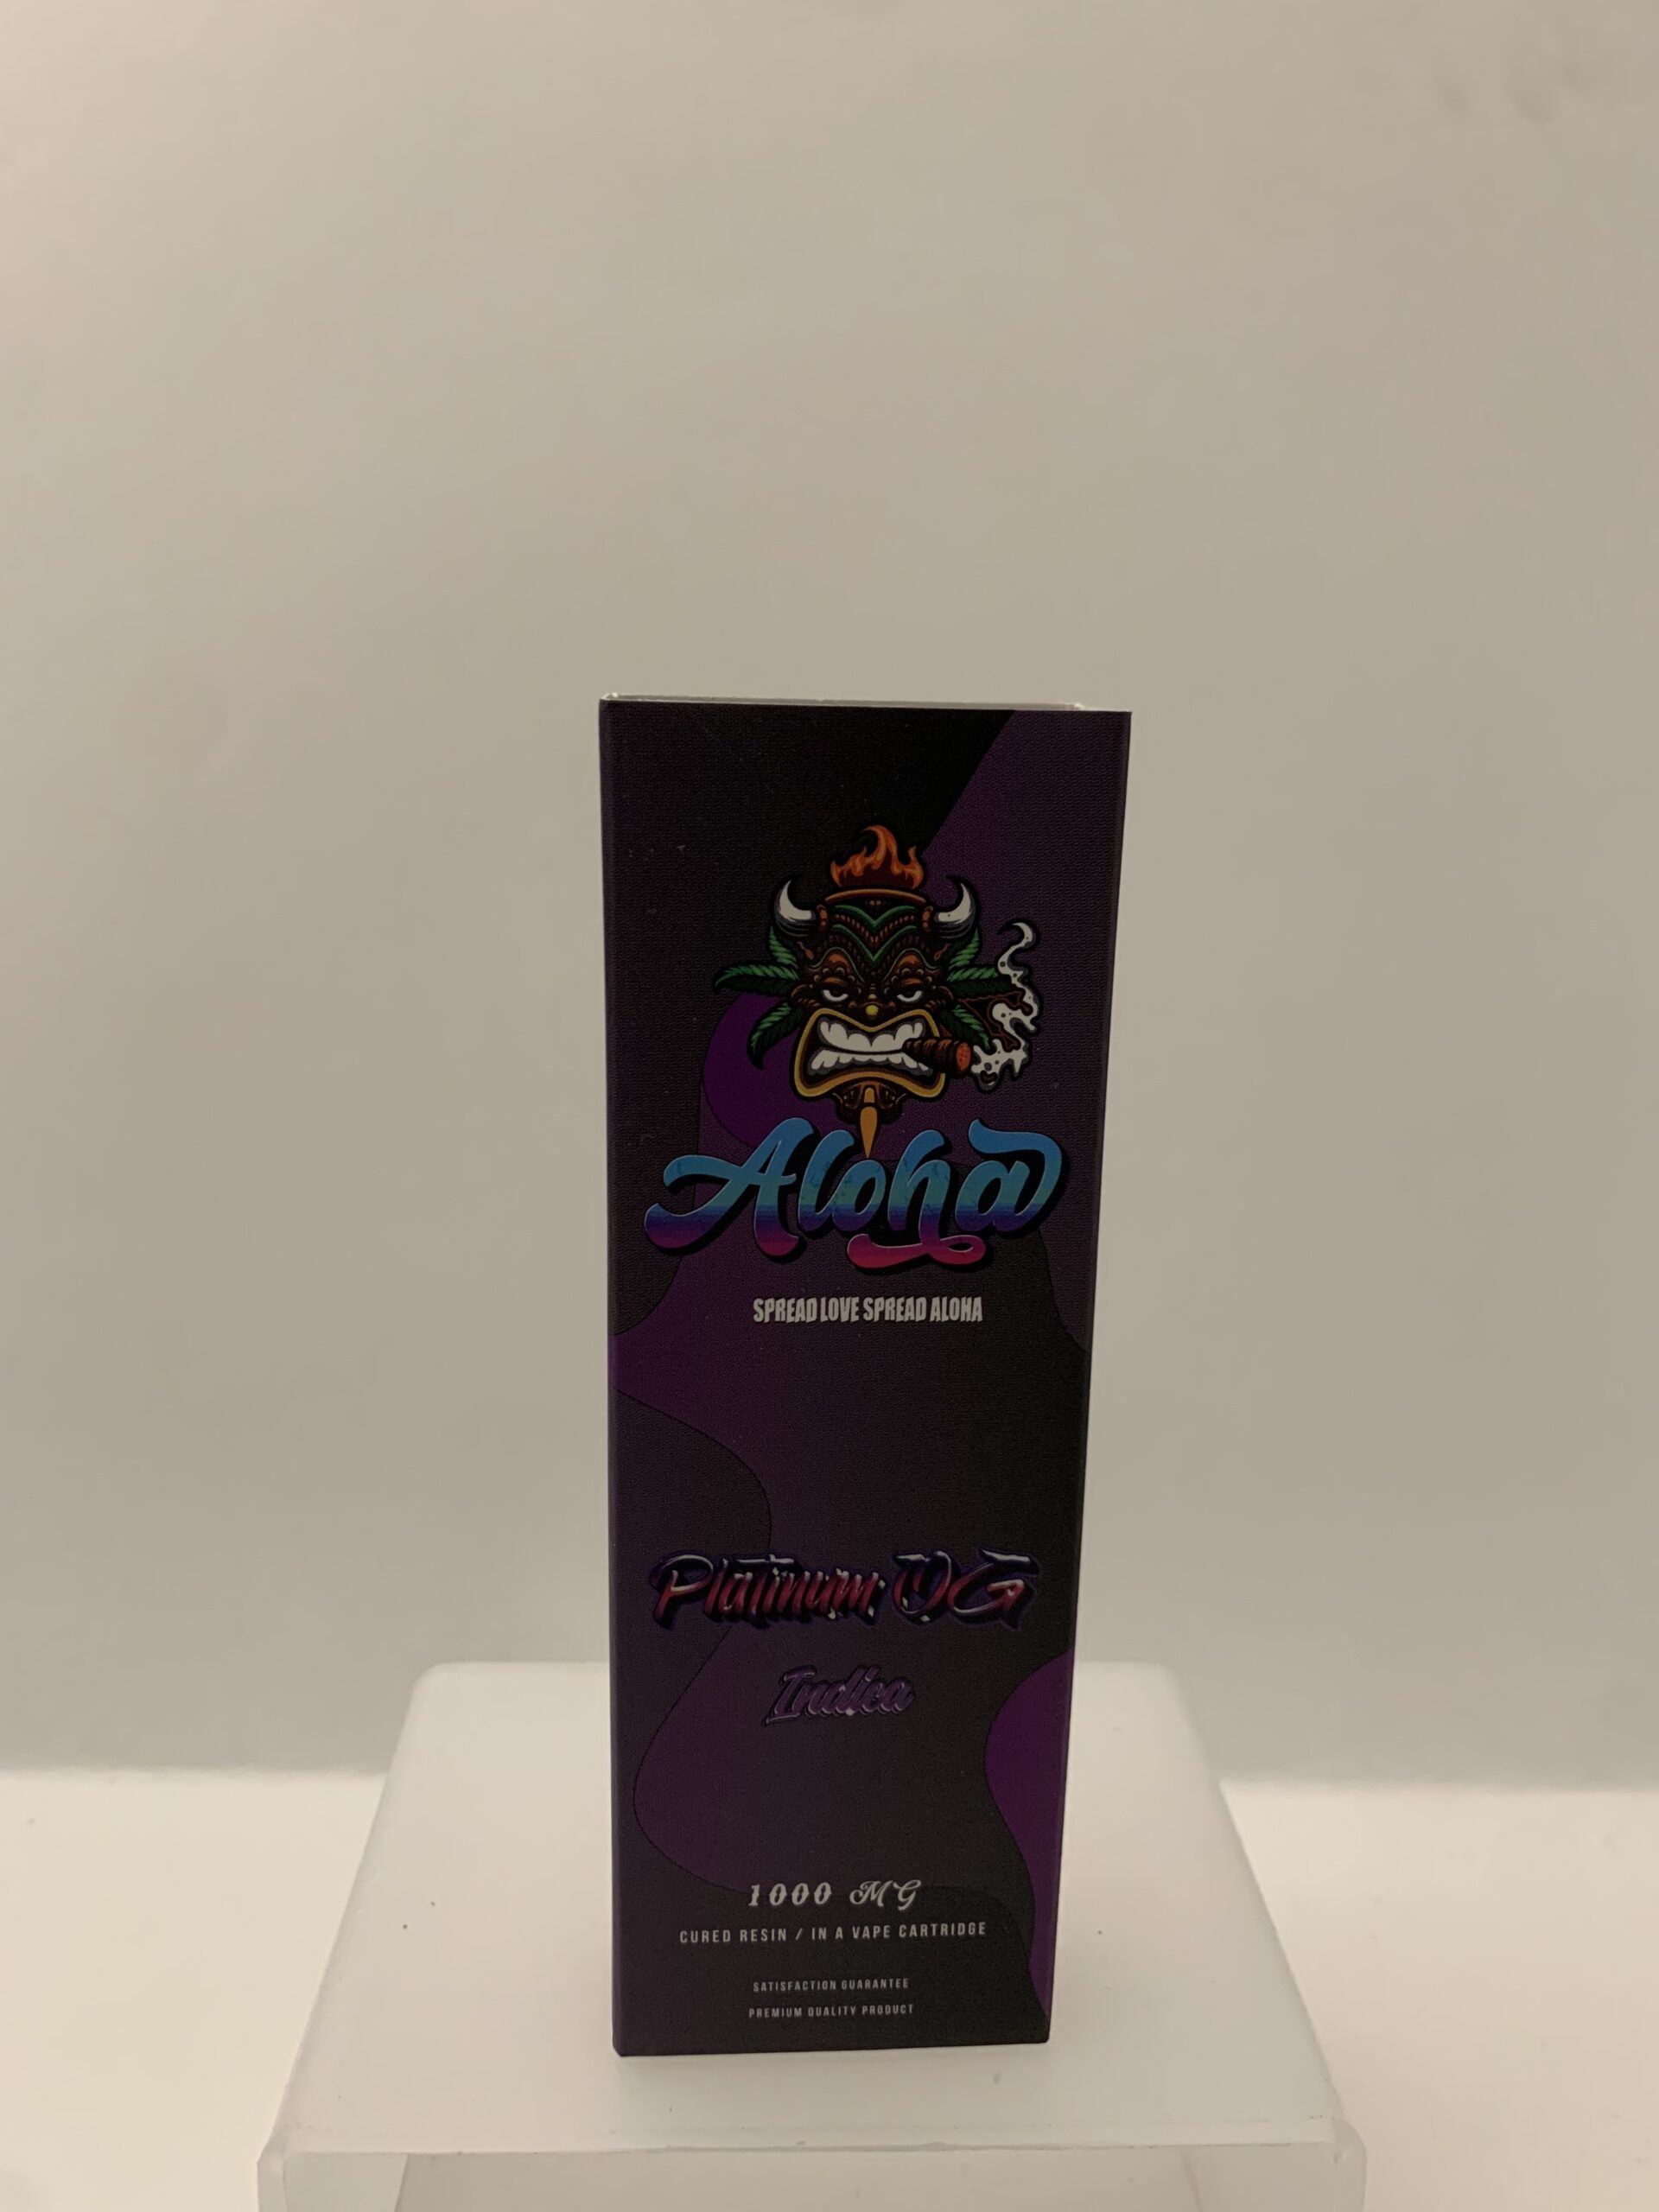 Aloha
SPREAD LOVE SPREAD ALOHA
Platinum OG
Indica
1000 MG
CURED RESIN / IN A VAPE CARTRIDGE
SATISFACTION GUARANTEE
PREMIUM QUALITY PRODUCT